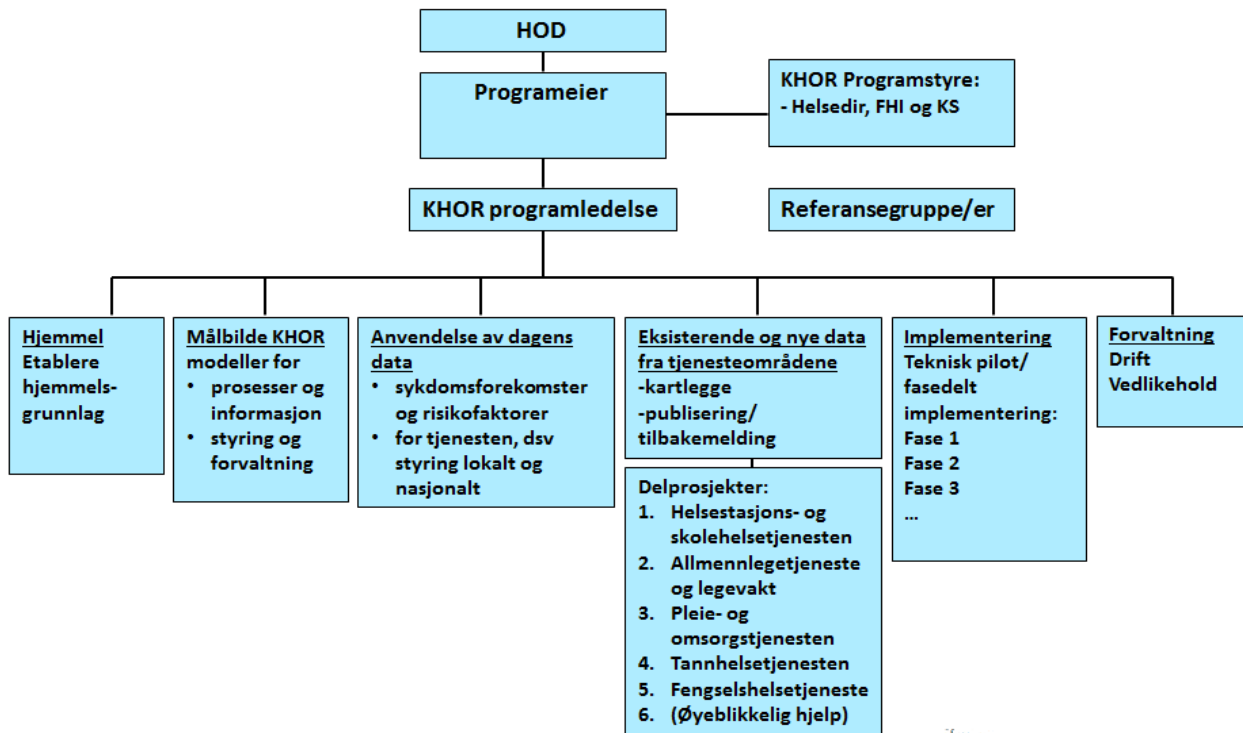 HOD
Programeier
KHOR Programstyre:
- Helsedir, FHI og KS
KHOR programledelse
Referansegruppe/er
Hjemmel
Etablere
hjemmels-
grunnlag
Målbilde KHOR
modeller for
• prosesser og
informasjon
• styring og
forvaltning
Anvendelse av dagens
data
• sykdomsforekomster
og risikofaktorer
• for tjenesten, dsv
styring lokalt og
nasjonalt
Eksisterende og nye data
fra tjenesteområdene
-kartlegge
-publisering/
tilbakemelding
Delprosjekter:
1. Helsestasjons- og
skolehelsetjenesten
2. Allmennlegetjeneste
og legevakt
3. Pleie- og
omsorgstjenesten
4. Tannhelsetjenesten
5. Fengselshelsetjeneste
6. (Øyeblikkelig hjelp)
Implementering
Teknisk pilot/
fasedelt
implementering:
Fase 1
Fase 2
Fase 3
...
Forvaltning
Drift
Vedlikehold